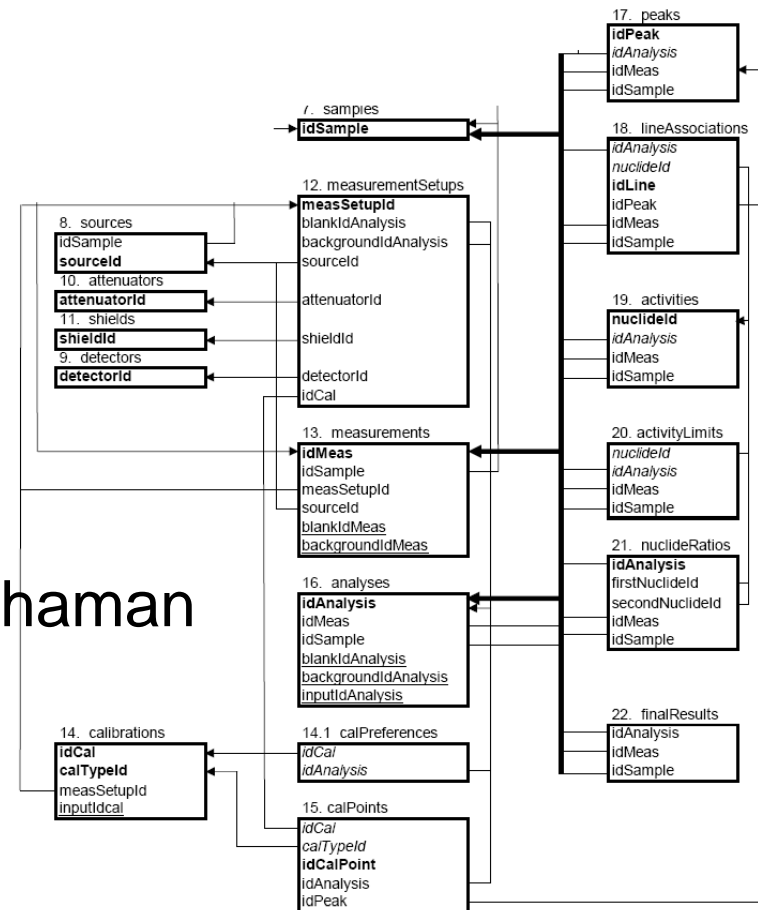 17. peaks
idPeak
idAnalysis
idMeas
idSample
7. samples
idSample
18. lineAssociations
idAnalysis
nuclideId
idLine
idPeak
idMeas
idSample
12. measurementSetups
measSetupId
blankIdAnalysis
backgroundIdAnalysis
sourceId
attenuatorId
shieldId
detectorId
idCal
8. sources
idSample
sourceId
10. attenuators
attenuatorId
11. shields
shieldId
9. detectors
detectorId
19. activities
nuclideId
idAnalysis
idMeas
idSample
13. measurements
idMeas
idSample
measSetupId
sourceId
blankIdMeas
backgroundIdMeas
20. activityLimits
nuclideId
idAnalysis
idMeas
idSample
haman
16. analyses
idAnalysis
idMeas
idSample
blankIdAnalysis
backgroundIdAnalysis
inputIdAnalysis
21. nuclideRatios
idAnalysis
firstNuclideId
secondNuclideId
idMeas
idSample
14. calibrations
idCal
calTypeId
measSetupId
inputIdcal
14.1 calPreferences
idCal
idAnalysis
22. finalResults
idAnalysis
idMeas
idSample
15. calPoints
idCal
calTypeId
idCalPoint
idAnalysis
idPeak